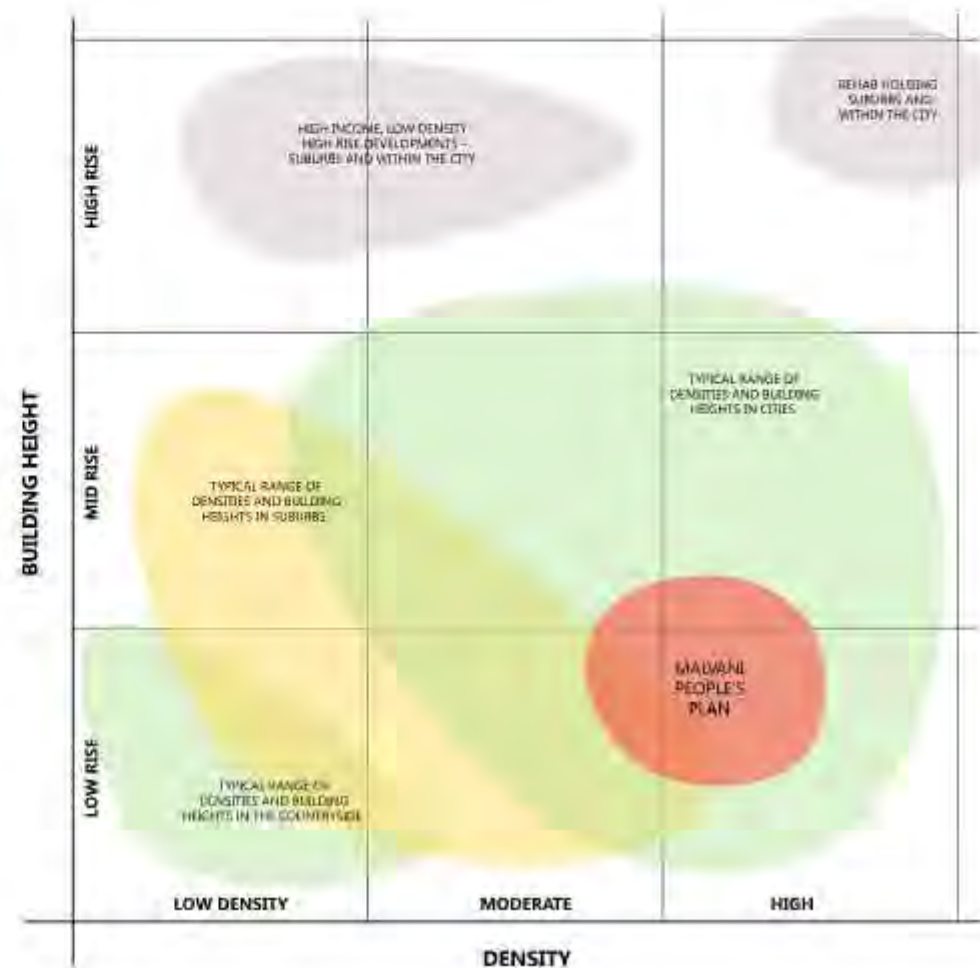 HIGH INCOME, LOW DENSITY
HIGH RISE DEVELOPMENTS –
SUBURBS AND WITHIN THE CITY
REHAB HOLDING
SUBURBS AND
WITHIN THE CITY
HIGH RISE
TYPICAL RANGE OF
DENSITIES AND BUILDING
HEIGHTS IN CITIES
BUILDING HEIGHT
MID RISE
TYPICAL RANGE OF
DENSITIES AND BUILDING
HEIGHTS IN SUBURBS
MALVANI
PEOPLE'S
PLAN
LOW RISE
TYPICAL RANGE OF
DENSITIES AND BUILDING
HEIGHTS IN THE COUNTRYSIDE
LOW DENSITY
MODERATE
HIGH
DENSITY